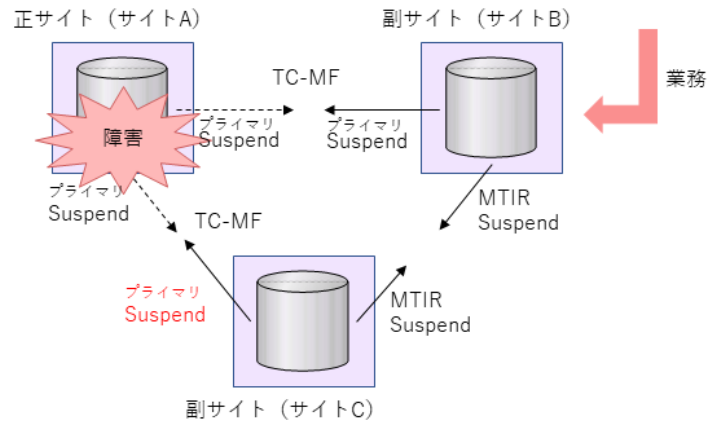 正サイト（サイトA）
副サイト（サイトB）
TC-MF
業務
障害
プライマリ
Suspend
プライマリ
Suspend
プライマリ
Suspend
MTIR
Suspend
TC-MF
プライマリ
Suspend
MTIR
Suspend
副サイト（サイトC）